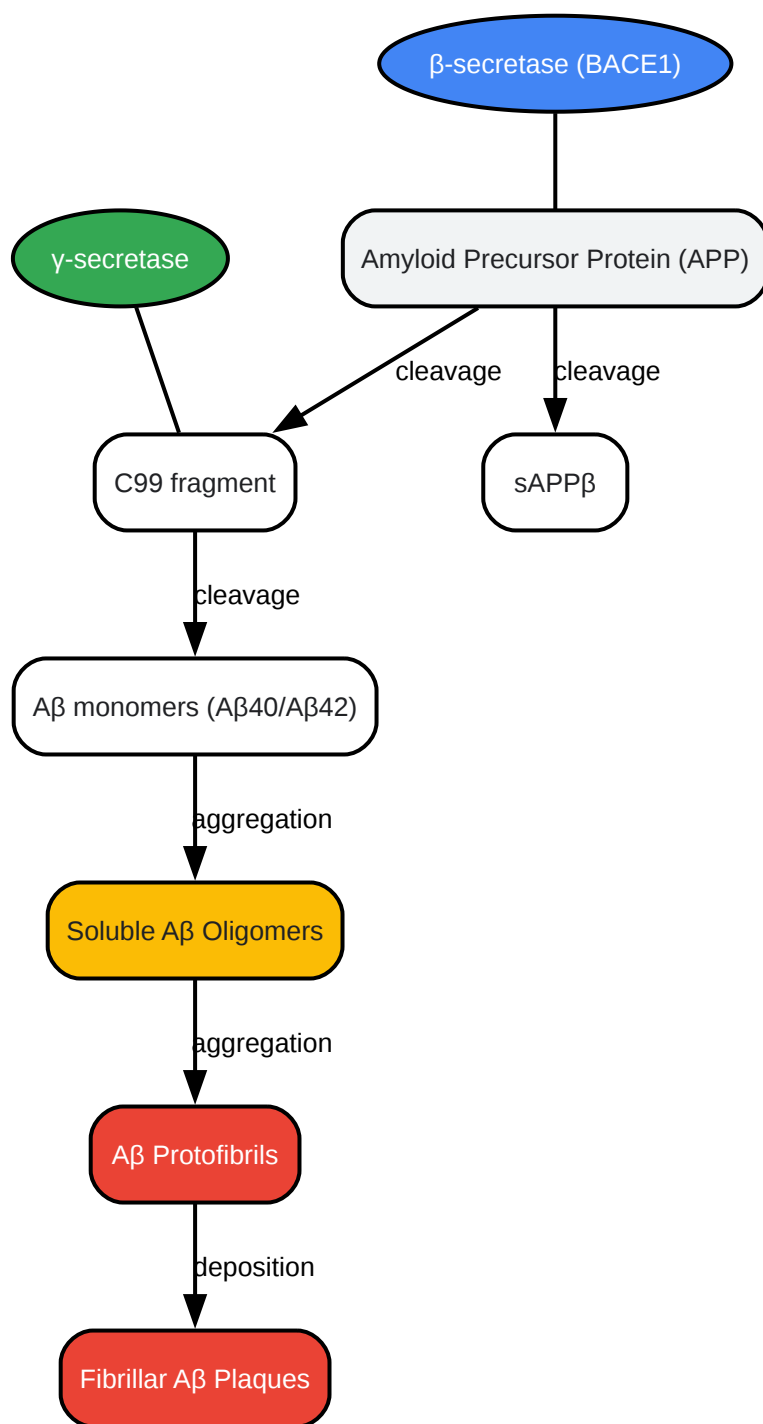 β-secretase (BACE1)
γ-secretase
Amyloid Precursor Protein (APP)
cleavage
cleavage
C99 fragment
sAPPβ
cleavage
Aβ monomers (Aβ40/Aβ42)
aggregation
Soluble Aβ Oligomers
aggregation
Aβ Protofibrils
deposition
Fibrillar Aβ Plaques